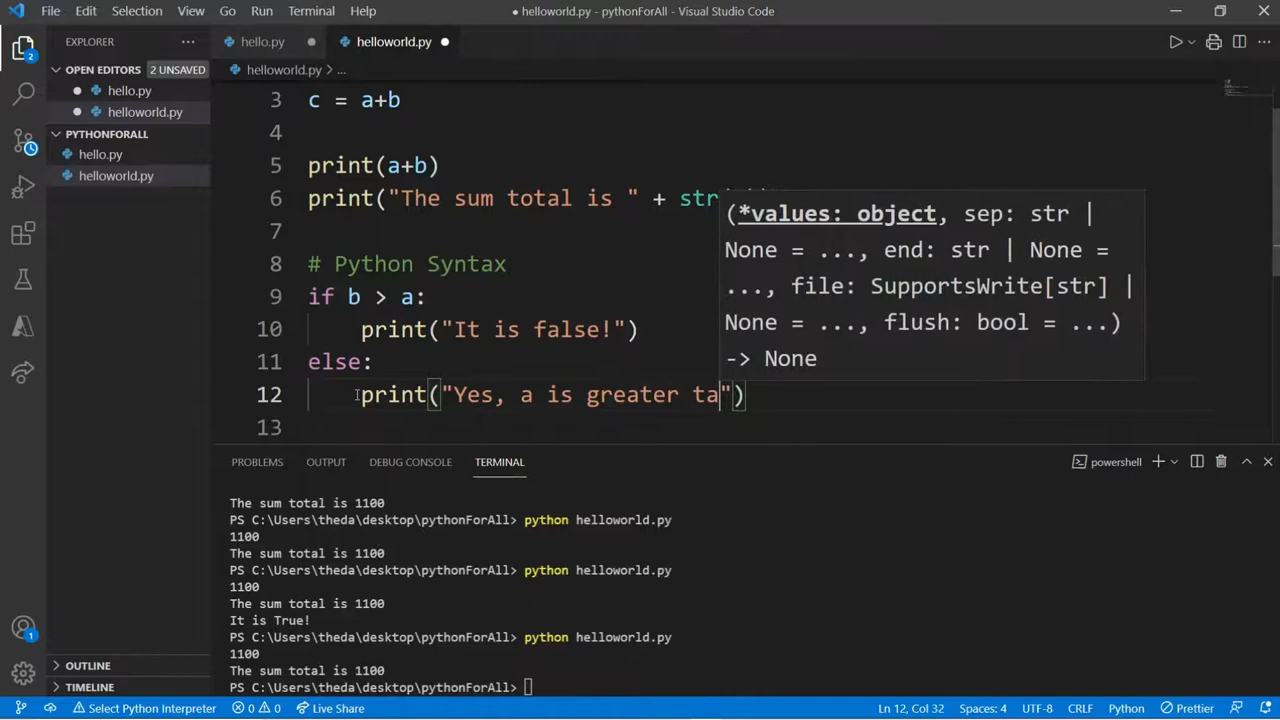 File Edit Selection View Go Run Terminal Help
● helloworld.py - pythonForAll - Visual Studio Code
EXPLORER
hello.py
helloworld.py
OPEN EDITORS 2 UNSAVED
hello.py
helloworld.py
PYTHONFORALL
hello.py
helloworld.py
OUTLINE
TIMELINE
2
1
helloworld.py > ...
3 c = a+b
4
5 print(a+b)
6 print("The sum total is " + str
7
8 # Python Syntax
9 if b > a:
10 print("It is false!")
11 else:
12 print("Yes, a is greater ta")
13
(*values: object, sep: str |
None = ..., end: str | None =
..., file: SupportsWrite[str] |
None = ..., flush: bool = ...)
-> None
PROBLEMS OUTPUT DEBUG CONSOLE TERMINAL
powershell
The sum total is 1100
PS C:\Users\theda\desktop\pythonForAll> python helloworld.py
1100
The sum total is 1100
PS C:\Users\theda\desktop\pythonForAll> python helloworld.py
1100
The sum total is 1100
It is True!
PS C:\Users\theda\desktop\pythonForAll> python helloworld.py
1100
The sum total is 1100
PS C:\Users\theda\desktop\pythonForAll>
Select Python Interpreter 0 0 Live Share Ln 12, Col 32 Spaces: 4 UTF-8 CRLF Python Prettier